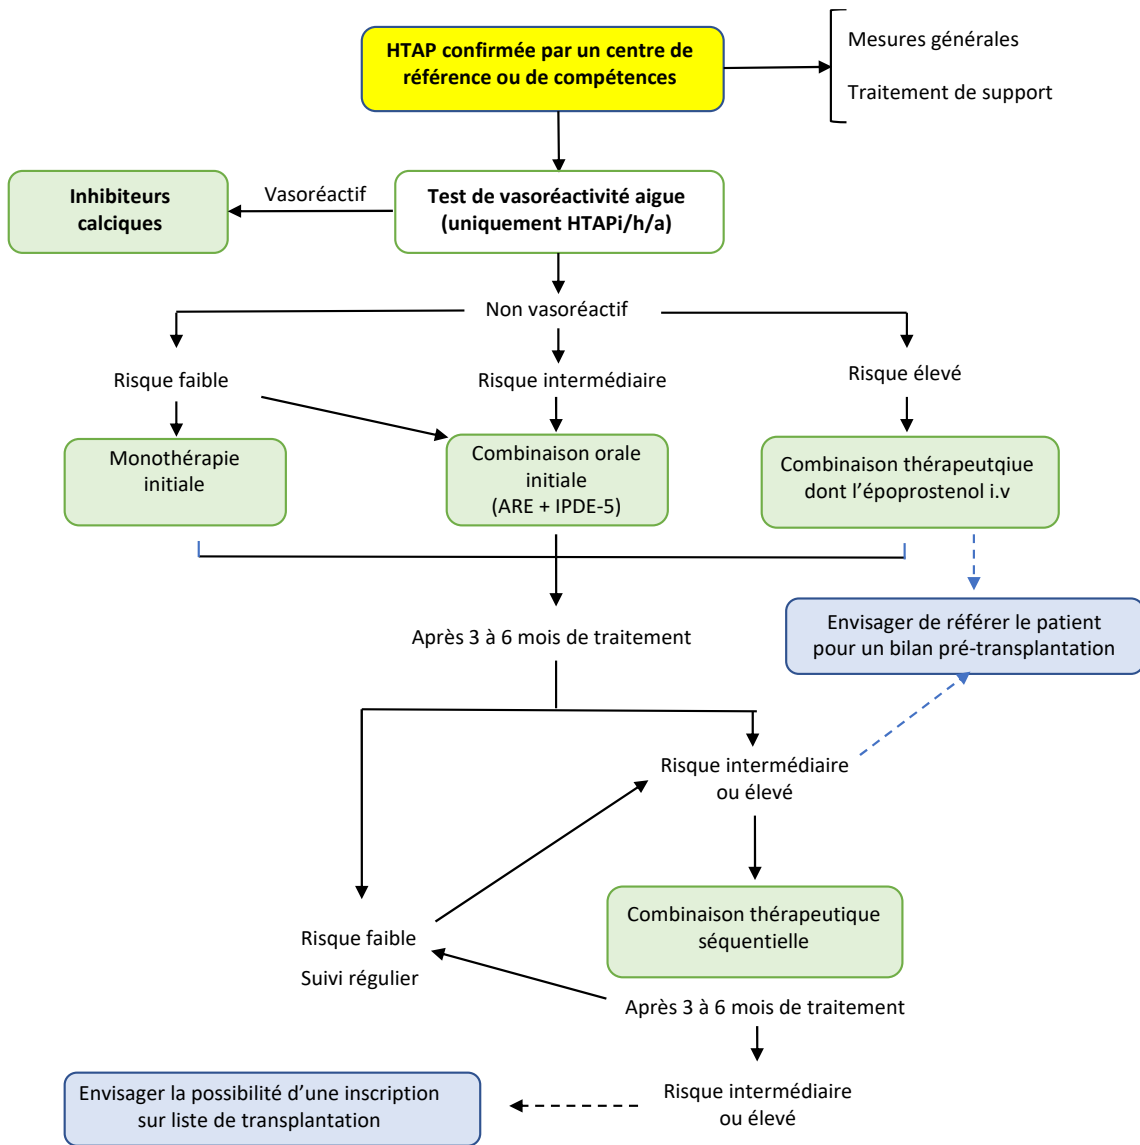 HTAP confirmée par un centre de
référence ou de compétences
Mesures générales
Traitement de support
Inhibiteurs
calciques
Vasoréactif
Test de vasoréactivité aigue
(uniquement HTAPi/h/a)
Non vasoréactif
Risque faible
Risque intermédiaire
Risque élevé
Monothérapie
initiale
Combinaison orale
initiale
(ARE + IPDE-5)
Combinaison thérapeutqiue
dont l’époprostenol i.v
Après 3 à 6 mois de traitement
Envisager de référer le patient
pour un bilan pré-transplantation
Risque intermédiaire
ou élevé
Combinaison thérapeutique
séquentielle
Risque faible
Suivi régulier
Après 3 à 6 mois de traitement
Risque intermédiaire
ou élevé
Envisager la possibilité d’une inscription
sur liste de transplantation